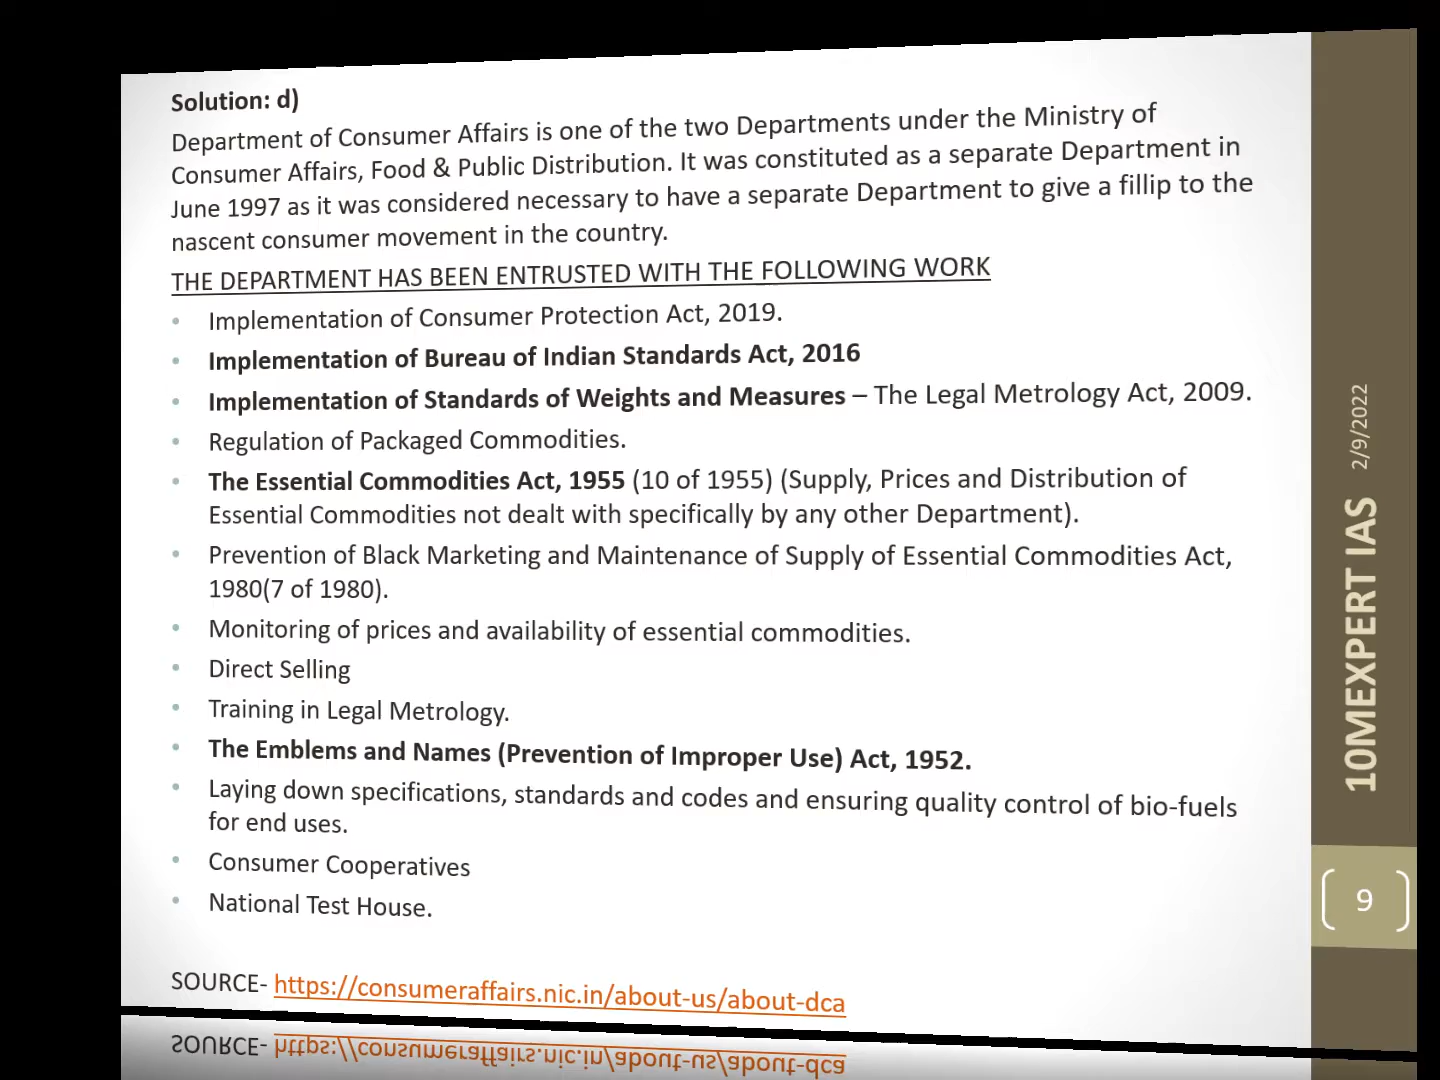 Solution: d)
Department of Consumer Affairs is one of the two Departments under the Ministry of
Consumer Affairs, Food & Public Distribution. It was constituted as a separate Department in
June 1997 as it was considered necessary to have a separate Department to give a fillip to the
nascent consumer movement in the country.
THE DEPARTMENT HAS BEEN ENTRUSTED WITH THE FOLLOWING WORK
• Implementation of Consumer Protection Act, 2019.
• Implementation of Bureau of Indian Standards Act, 2016
• Implementation of Standards of Weights and Measures – The Legal Metrology Act, 2009.
• Regulation of Packaged Commodities.
• The Essential Commodities Act, 1955 (10 of 1955) (Supply, Prices and Distribution of
Essential Commodities not dealt with specifically by any other Department).
• Prevention of Black Marketing and Maintenance of Supply of Essential Commodities Act,
1980(7 of 1980).
• Monitoring of prices and availability of essential commodities.
• Direct Selling
• Training in Legal Metrology.
• The Emblems and Names (Prevention of Improper Use) Act, 1952.
• Laying down specifications, standards and codes and ensuring quality control of bio-fuels
for end uses.
• Consumer Cooperatives
• National Test House.
SOURCE- https://consumeraffairs.nic.in/about-us/about-dca
SOURCE- https://consumeraffairs.nic.in/about-us/about-dca
2/9/2022
10MEXPERT IAS
9